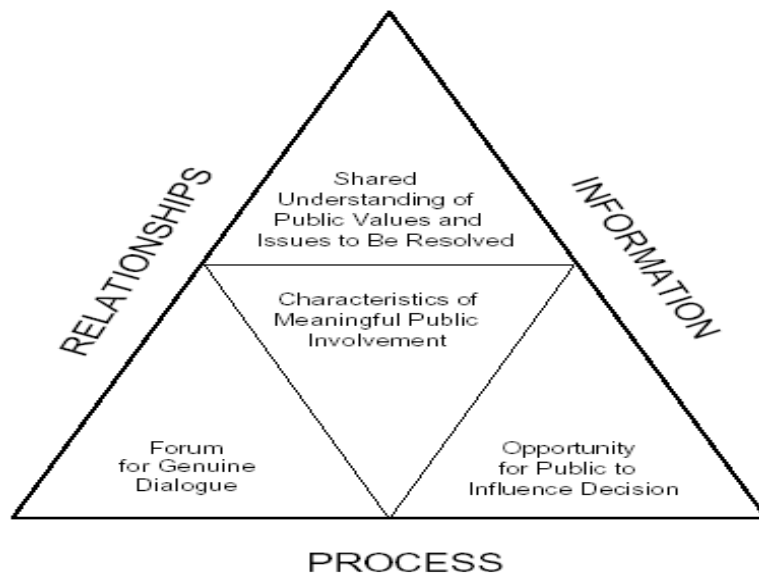 RELATIONSHIPS
INFORMATION
Shared
Understanding of
Public Values and
Issues to Be Resolved
Characteristics of
Meaningful Public
Involvement
Forum
for Genuine
Dialogue
Opportunity
for Public to
Influence Decision
PROCESS